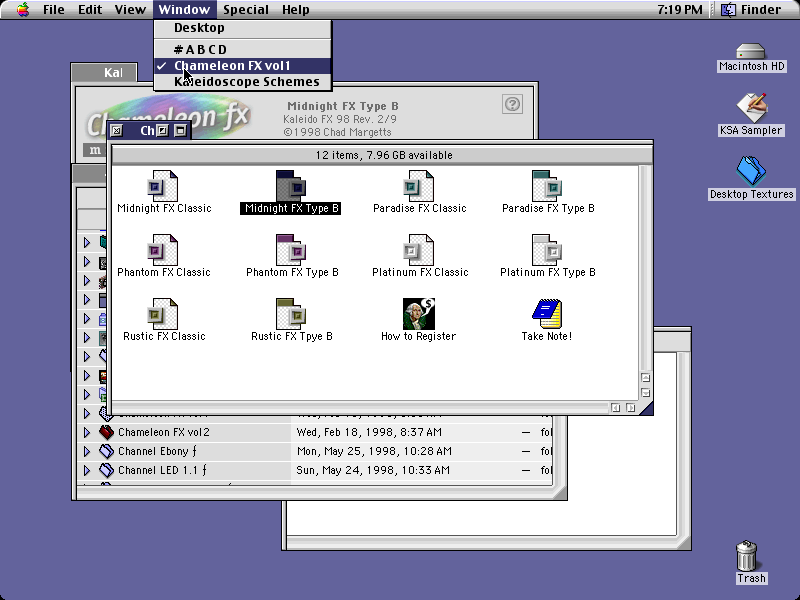 File Edit View Window Special Help 7:19 PM Finder
Desktop
#ABCD
Chameleon FX vol1
Kaleidoscope Schemes
Macintosh HD
KSA Sampler
Desktop Textures
Trash
Kal
Chameleon fx
Midnight FX Type B
Kaleido FX 98 Rev. 2/9
©1998 Chad Margetts
m
Ch
12 items, 7.96 GB available
Midnight FX Classic Midnight FX Type B Paradise FX Classic Paradise FX Type B
Phantom FX Classic Phantom FX Type B Platinum FX Classic Platinum FX Type B
Rustic FX Classic Rustic FX Tpye B How to Register Take Note!
Chameleon FX vol2 Wed, Feb 18, 1998, 8:37 AM — fol
Channel Ebony ƒ Mon, May 25, 1998, 10:28 AM — fol
Channel LED 1.1 ƒ Sun, May 24, 1998, 10:33 AM — fol